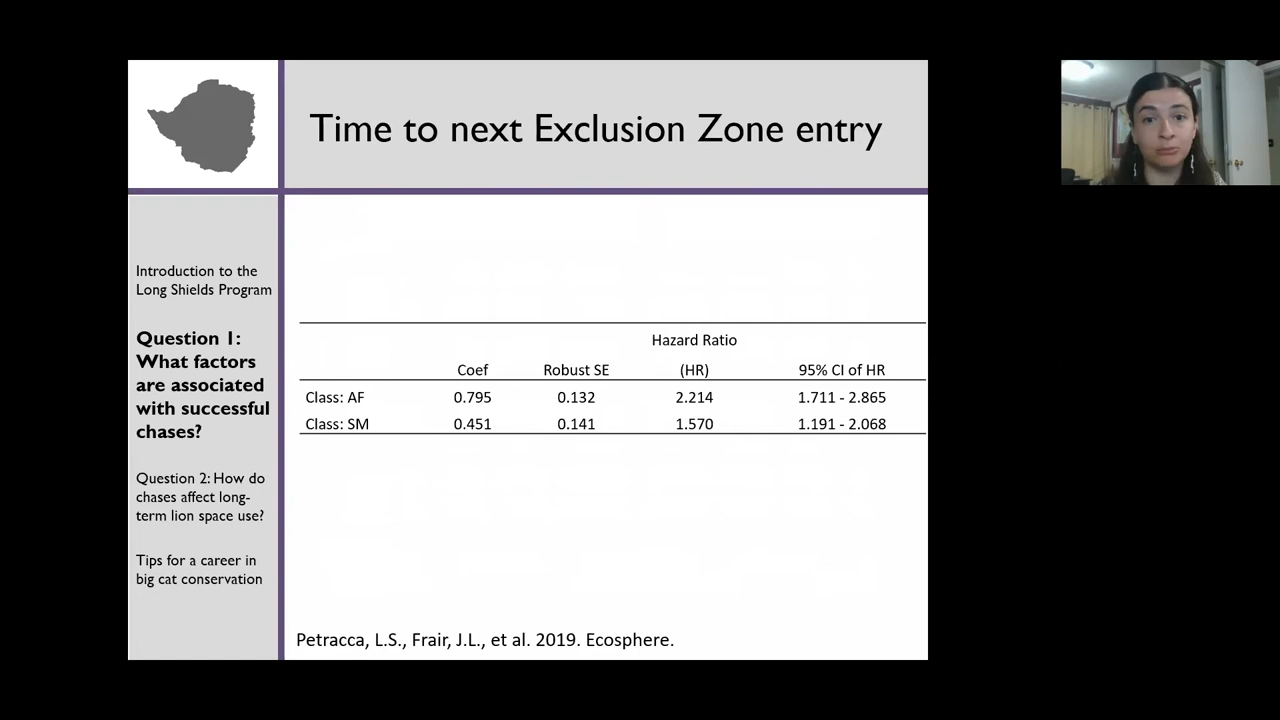 Time to next Exclusion Zone entry
Introduction to the
Long Shields Program
Question 1:
What factors
are associated
with successful
chases?
Question 2: How do
chases affect long-
term lion space use?
Tips for a career in
big cat conservation
Hazard Ratio
Coef Robust SE (HR) 95% CI of HR
Class: AF 0.795 0.132 2.214 1.711 - 2.865
Class: SM 0.451 0.141 1.570 1.191 - 2.068
Petracca, L.S., Frair, J.L., et al. 2019. Ecosphere.